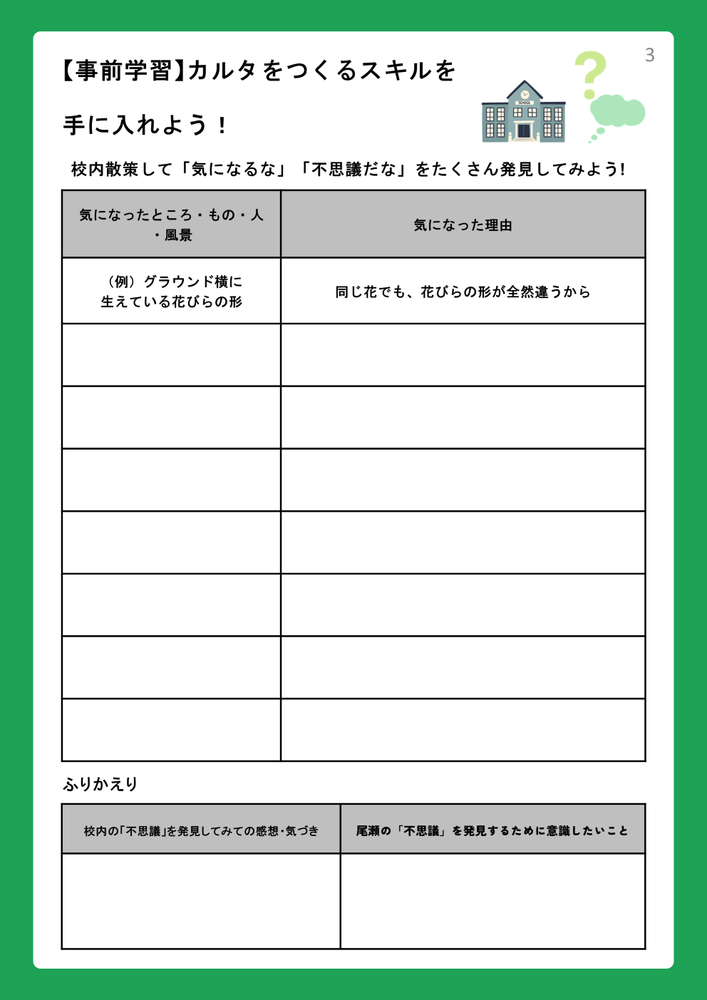 3
【事前学習】カルタをつくるスキルを
手に入れよう！
SCHOOL
校内散策して「気になるな」「不思議だな」をたくさん発見してみよう!
気になったところ・もの・人
・風景
気になった理由
（例）グラウンド横に
生えている花びらの形
同じ花でも、花びらの形が全然違うから
ふりかえり
校内の「不思議」を発見してみての感想・気づき
尾瀬の「不思議」を発見するために意識したいこと